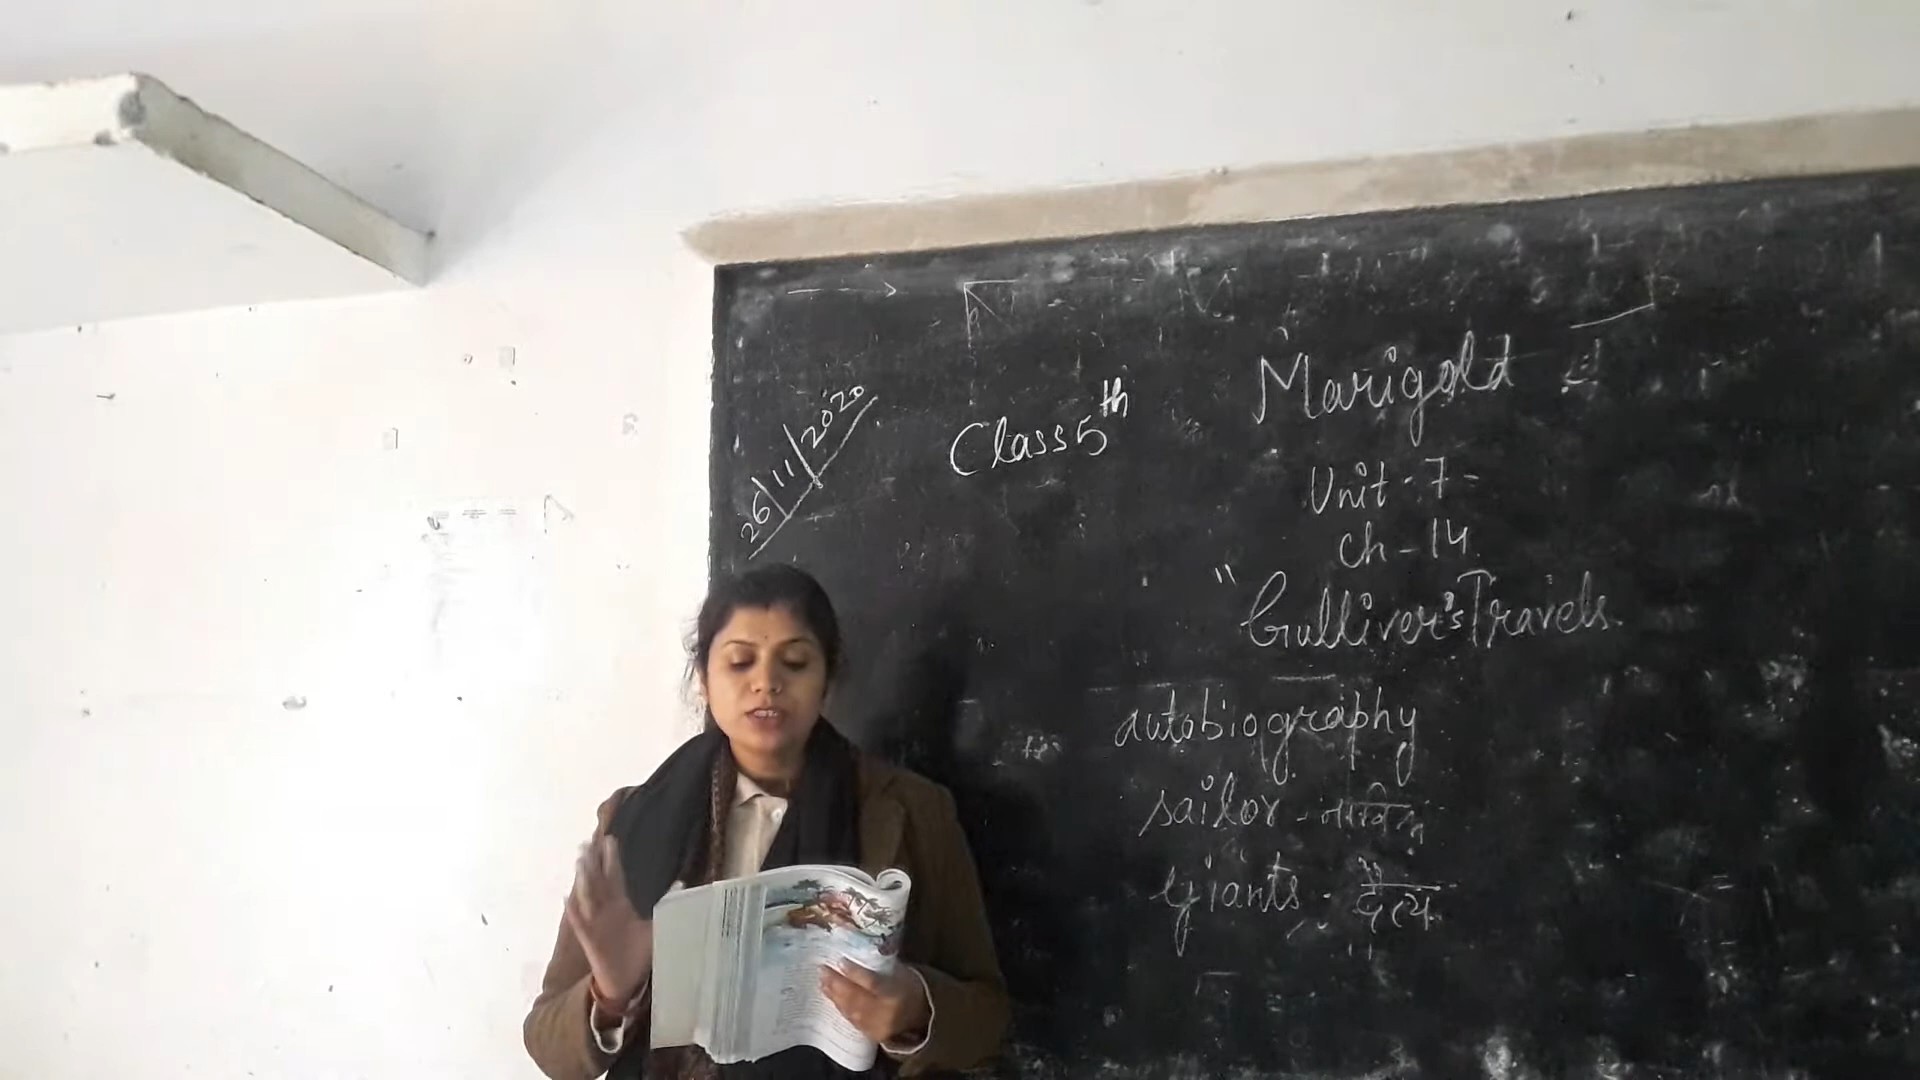 26/11/2020
Class 5th
Marigold
Unit-7
Ch-14
"Gulliver's Travels
autobiography
sailor - नाविक
Giants - दैत्य